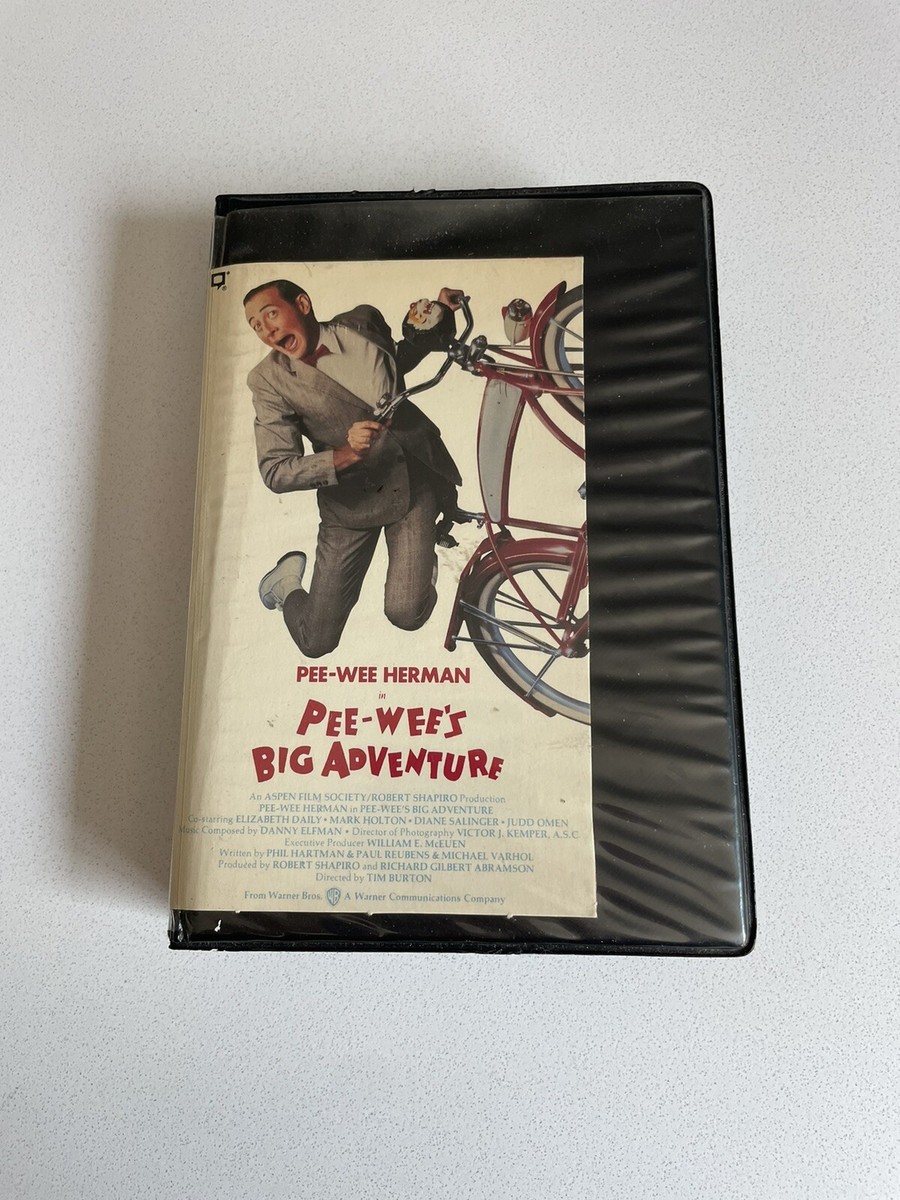 PEE-WEE HERMAN
in
PEE-WEE'S
BIG ADVENTURE
An ASPEN FILM SOCIETY/ROBERT SHAPIRO Production
PEE-WEE HERMAN in PEE-WEE'S BIG ADVENTURE
Co-starring ELIZABETH DAILY • MARK HOLTON • DIANE SALINGER • JUDD OMEN
Music Composed by DANNY ELFMAN • Director of Photography VICTOR J. KEMPER, A.S.C.
Executive Producer WILLIAM E. McEUEN
Written by PHIL HARTMAN & PAUL REUBENS & MICHAEL VARHOL
Produced by ROBERT SHAPIRO and RICHARD GILBERT ABRAMSON
Directed by TIM BURTON
From Warner Bros. WB A Warner Communications Company